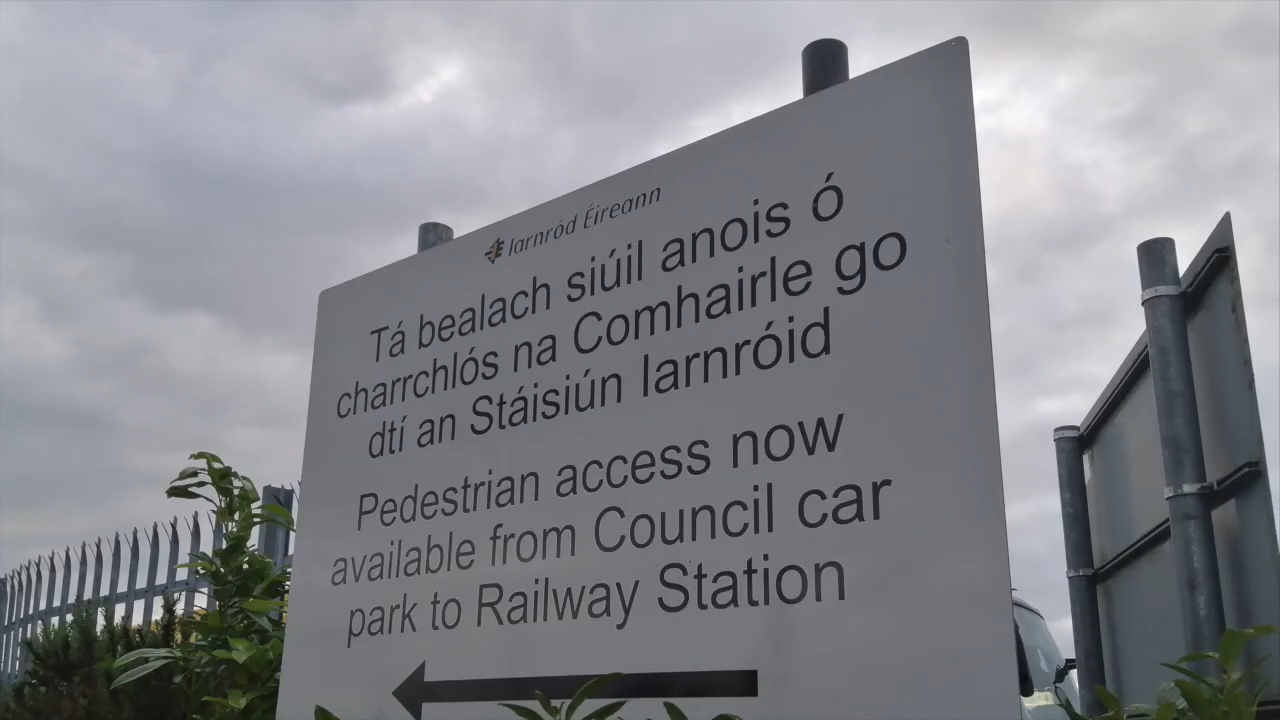 Iarnród Éireann
Tá bealach siúil anois ó
charrchlós na Comhairle go
dtí an Stáisiún Iarnróid
Pedestrian access now
available from Council car
park to Railway Station